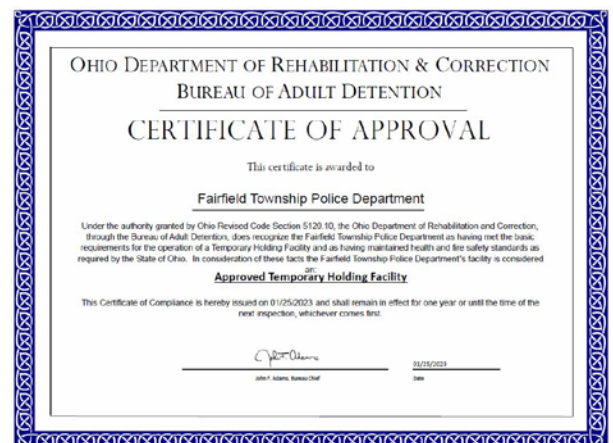 OHIO DEPARTMENT OF REHABILITATION & CORRECTION
BUREAU OF ADULT DETENTION
CERTIFICATE OF APPROVAL
This certificate is awarded to
Fairfield Township Police Department
Under the authority granted by Ohio Revised Code Section 5120.10, the Ohio Department of Rehabilitation and Correction,
through the Bureau of Adult Detention, does recognize the Fairfield Township Police Department as having met the basic
requirements for the operation of a Temporary Holding Facility and as having maintained health and fire safety standards as
required by the State of Ohio. In consideration of these facts the Fairfield Township Police Department's facility is considered
an:
Approved Temporary Holding Facility
This Certificate of Compliance is hereby issued on 01/25/2023 and shall remain in effect for one year or until the time of the
next inspection, whichever comes first.
John F. Adams
01/25/2023
John F. Adams, Bureau Chief
Date